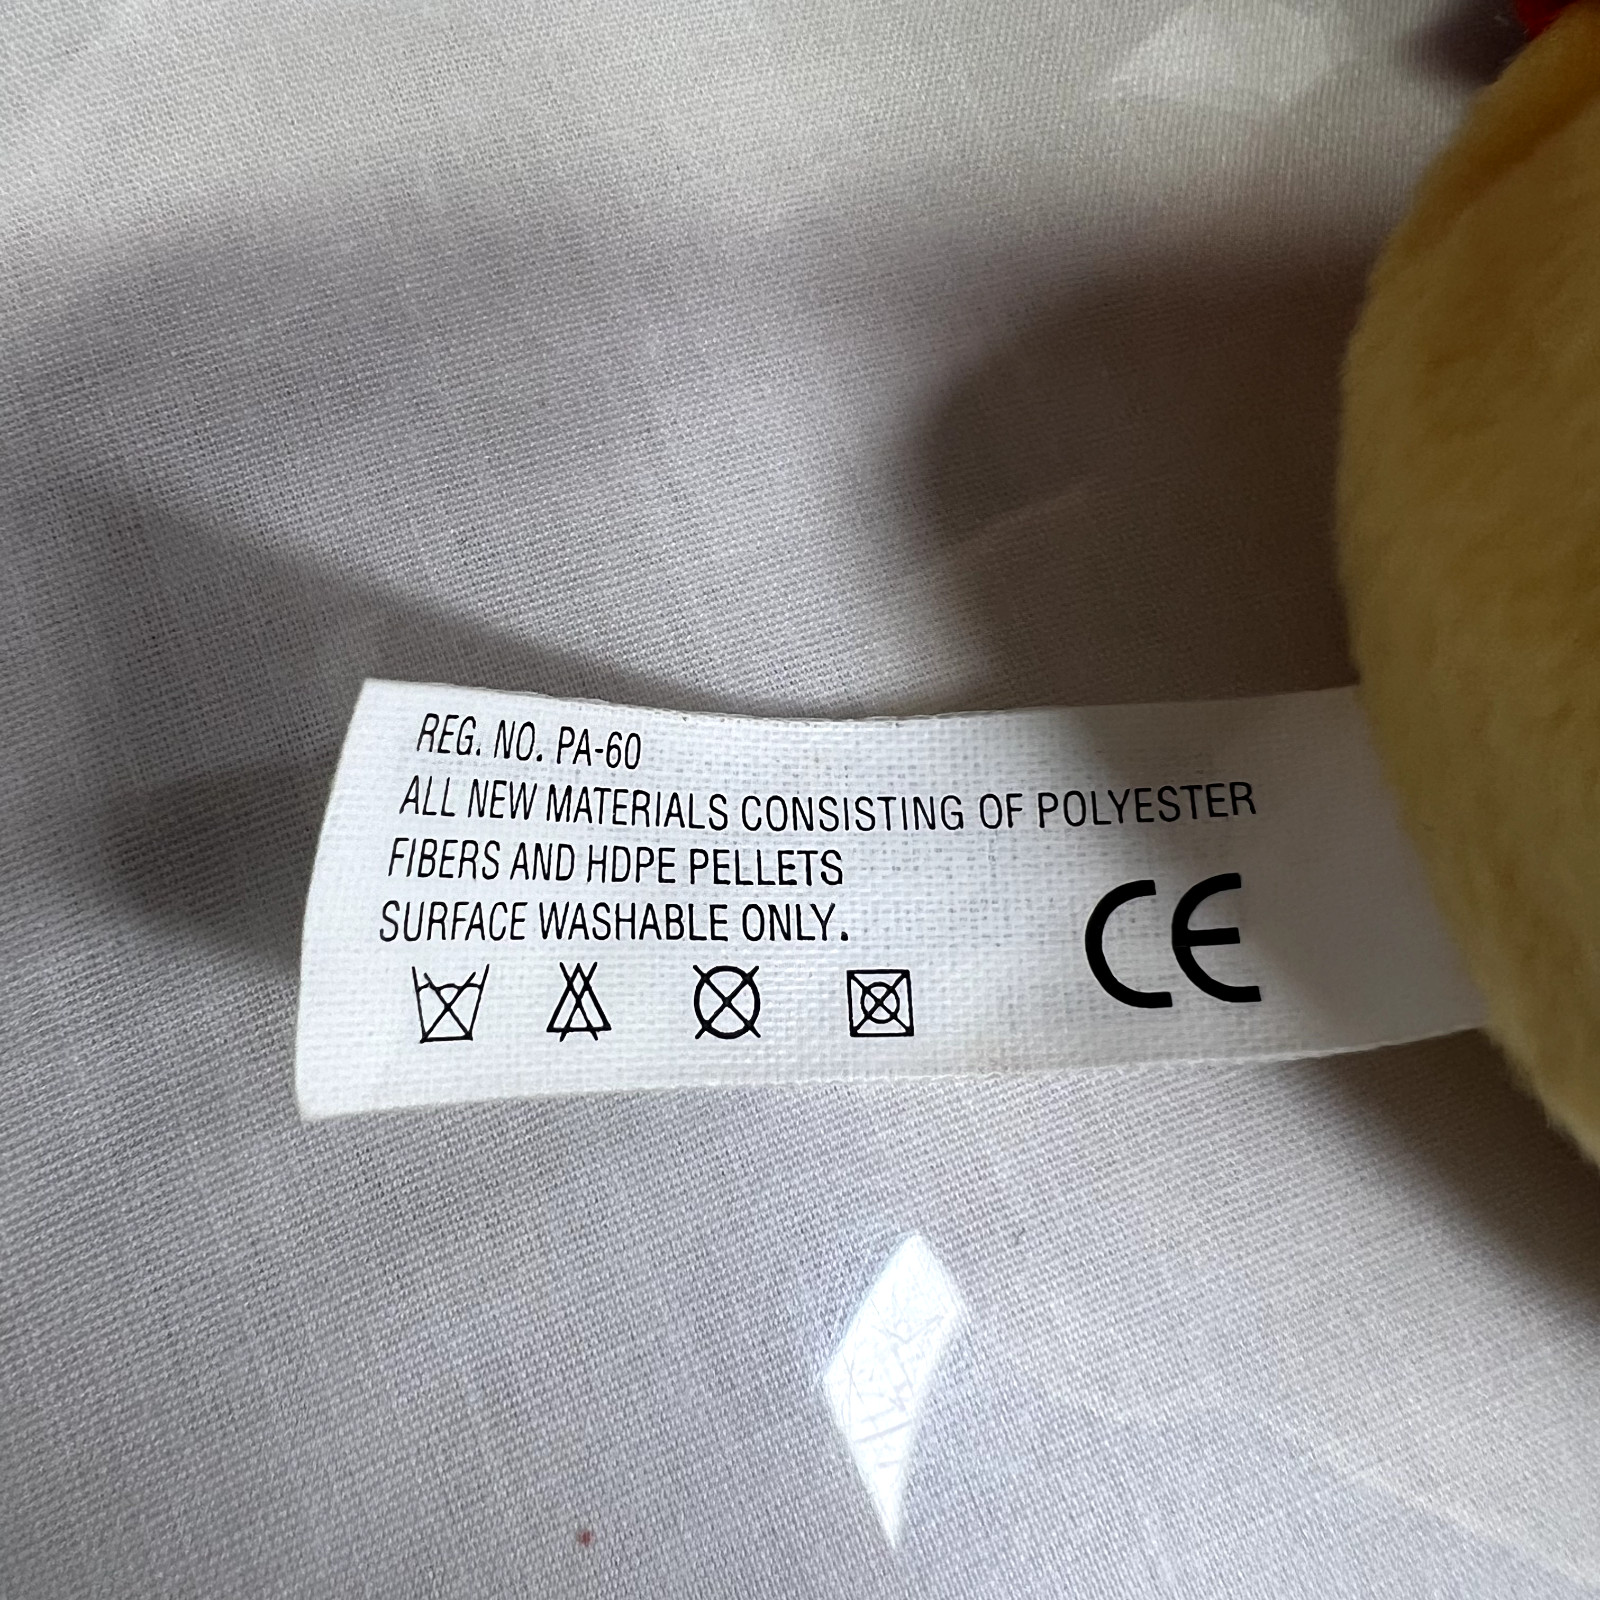 REG. NO. PA-60
ALL NEW MATERIALS CONSISTING OF POLYESTER
FIBERS AND HDPE PELLETS
SURFACE WASHABLE ONLY.
CE